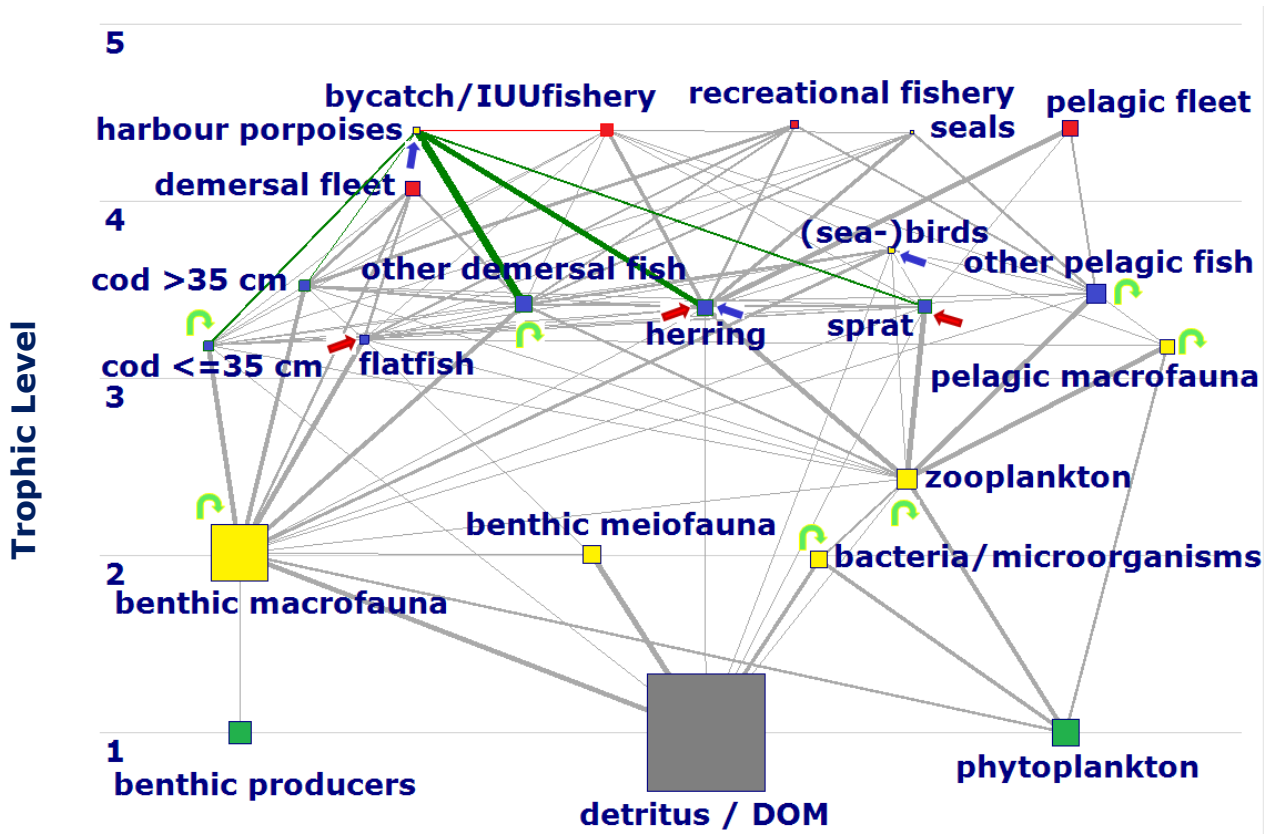 5
bycatch/IUUfishery
recreational fishery
pelagic fleet
harbour porpoises
seals
demersal fleet
4
(sea-)birds
cod >35 cm
other demersal fish
other pelagic fish
herring
sprat
cod <=35 cm
flatfish
pelagic macrofauna
3
Trophic Level
zooplankton
benthic meiofauna
bacteria/microorganisms
2
benthic macrofauna
1
benthic producers
phytoplankton
detritus / DOM